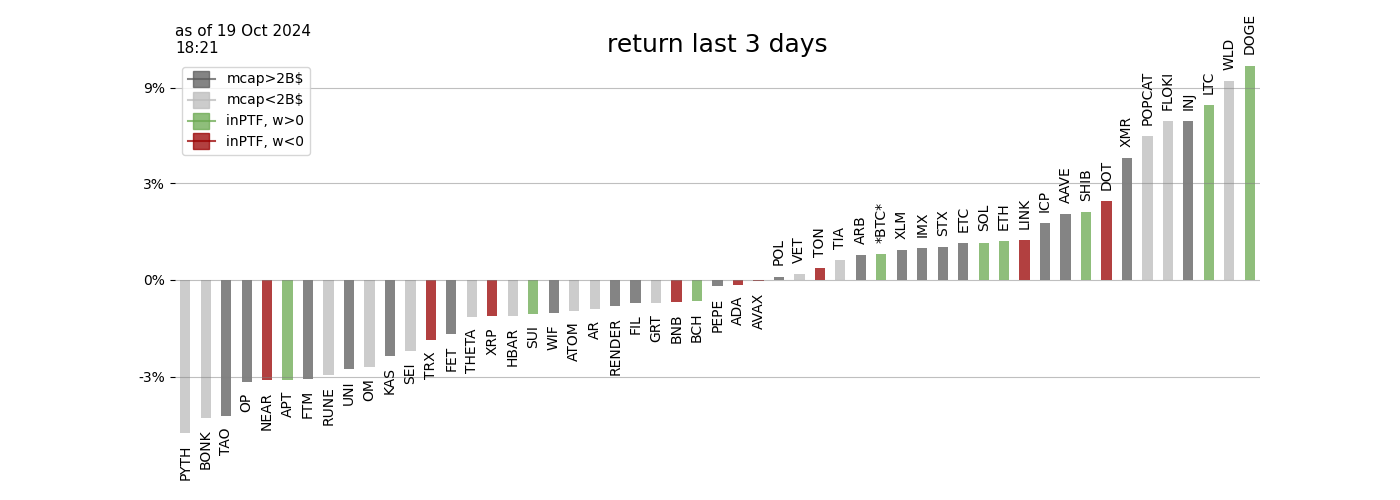 as of 19 Oct 2024
18:21
return last 3 days
mcap>2B$
mcap<2B$
inPTF, w>0
inPTF, w<0
9%
3%
0%
-3%
PYTH
BONK
TAO
OP
NEAR
APT
FTM
RUNE
UNI
OM
KAS
SEI
TRX
FET
THETA
XRP
HBAR
SUI
WIF
ATOM
AR
RENDER
FIL
GRT
BNB
BCH
PEPE
ADA
AVAX
POL
VET
TON
TIA
ARB
*BTC*
XLM
IMX
STX
ETC
SOL
ETH
LINK
ICP
AAVE
SHIB
DOT
XMR
POPCAT
FLOKI
INJ
LTC
WLD
DOGE